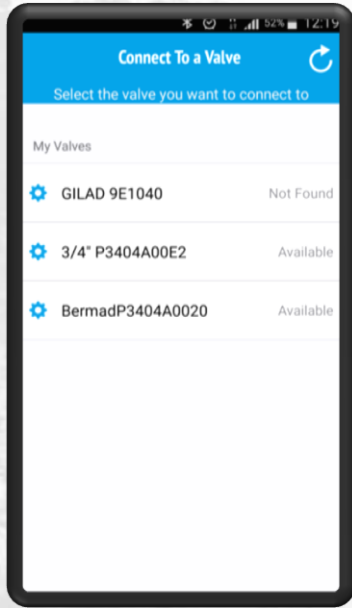 52% 12:19
Connect To a Valve
Select the valve you want to connect to
My Valves
GILAD 9E1040 Not Found
3/4" P3404A00E2 Available
BermadP3404A0020 Available